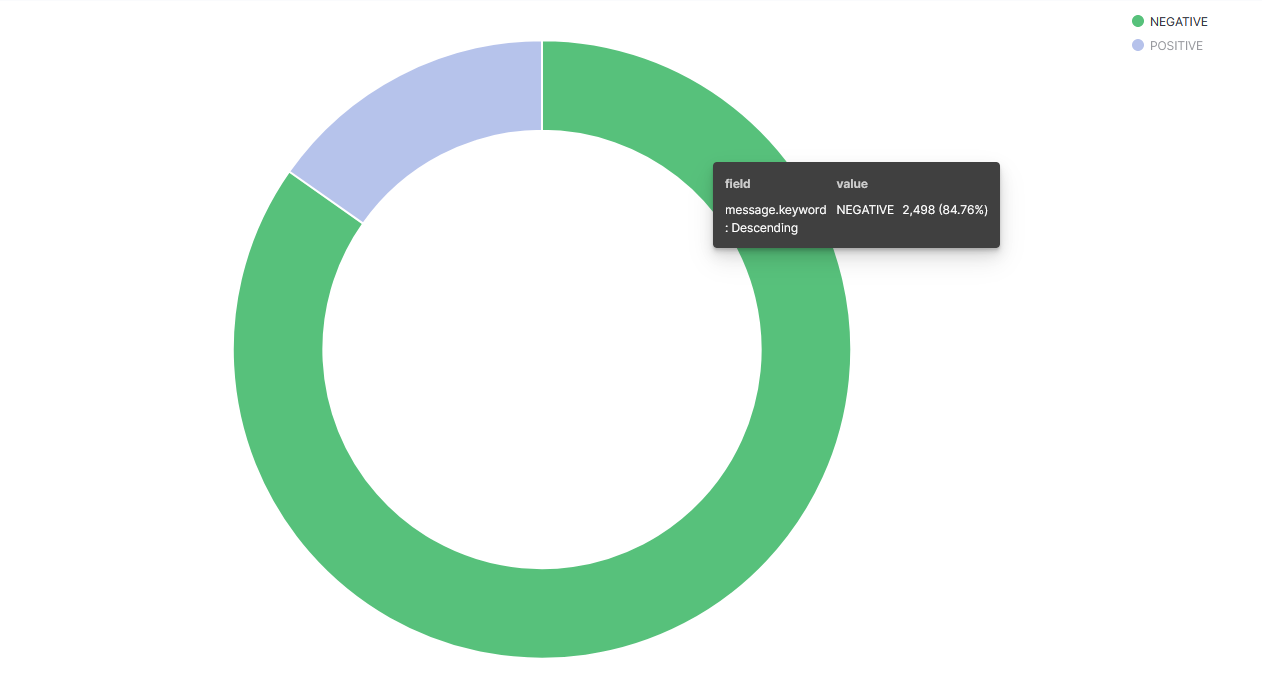 NEGATIVE
POSITIVE
field value
message.keyword NEGATIVE 2,498 (84.76%)
: Descending